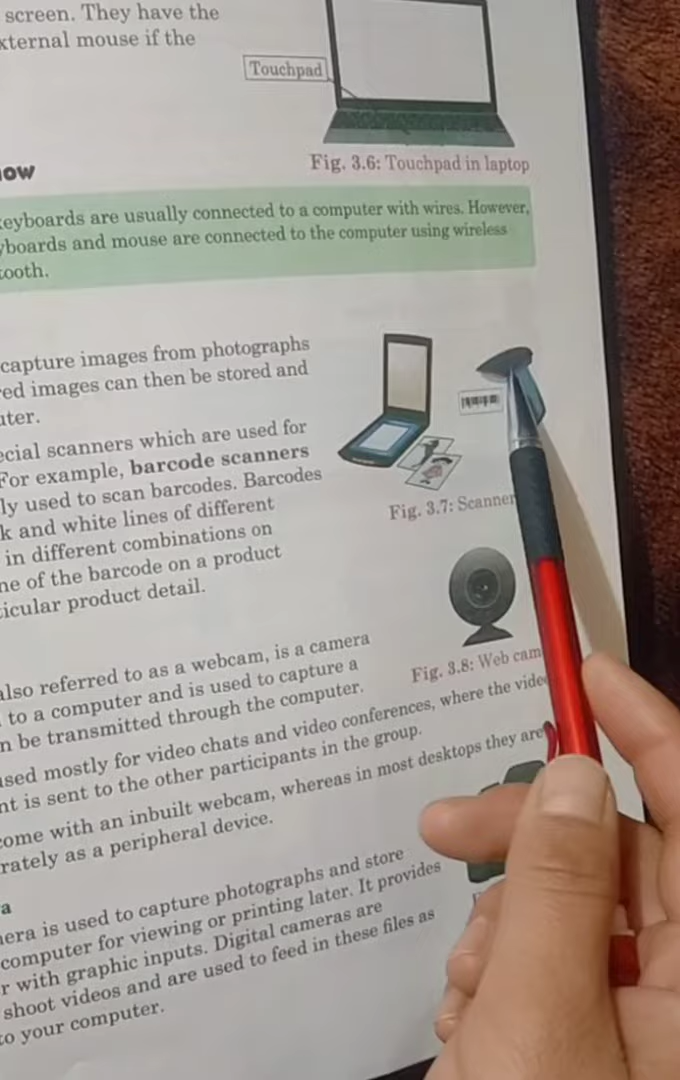 screen. They have the
xternal mouse if the
Touchpad
Fig. 3.6: Touchpad in laptop
ow
keyboards are usually connected to a computer with wires. However,
yboards and mouse are connected to the computer using wireless
tooth.
capture images from photographs
red images can then be stored and
uter.
ecial scanners which are used for
For example, barcode scanners
ly used to scan barcodes. Barcodes
k and white lines of different
in different combinations on
ne of the barcode on a product
ticular product detail.
Fig. 3.7: Scanner
also referred to as a webcam, is a camera
to a computer and is used to capture a
n be transmitted through the computer.
Fig. 3.8: Web cam
used mostly for video chats and video conferences, where the vide
nt is sent to the other participants in the group.
come with an inbuilt webcam, whereas in most desktops they are
rately as a peripheral device.
a
nera is used to capture photographs and store
computer for viewing or printing later. It provides
r with graphic inputs. Digital cameras are
shoot videos and are used to feed in these files as
to your computer.